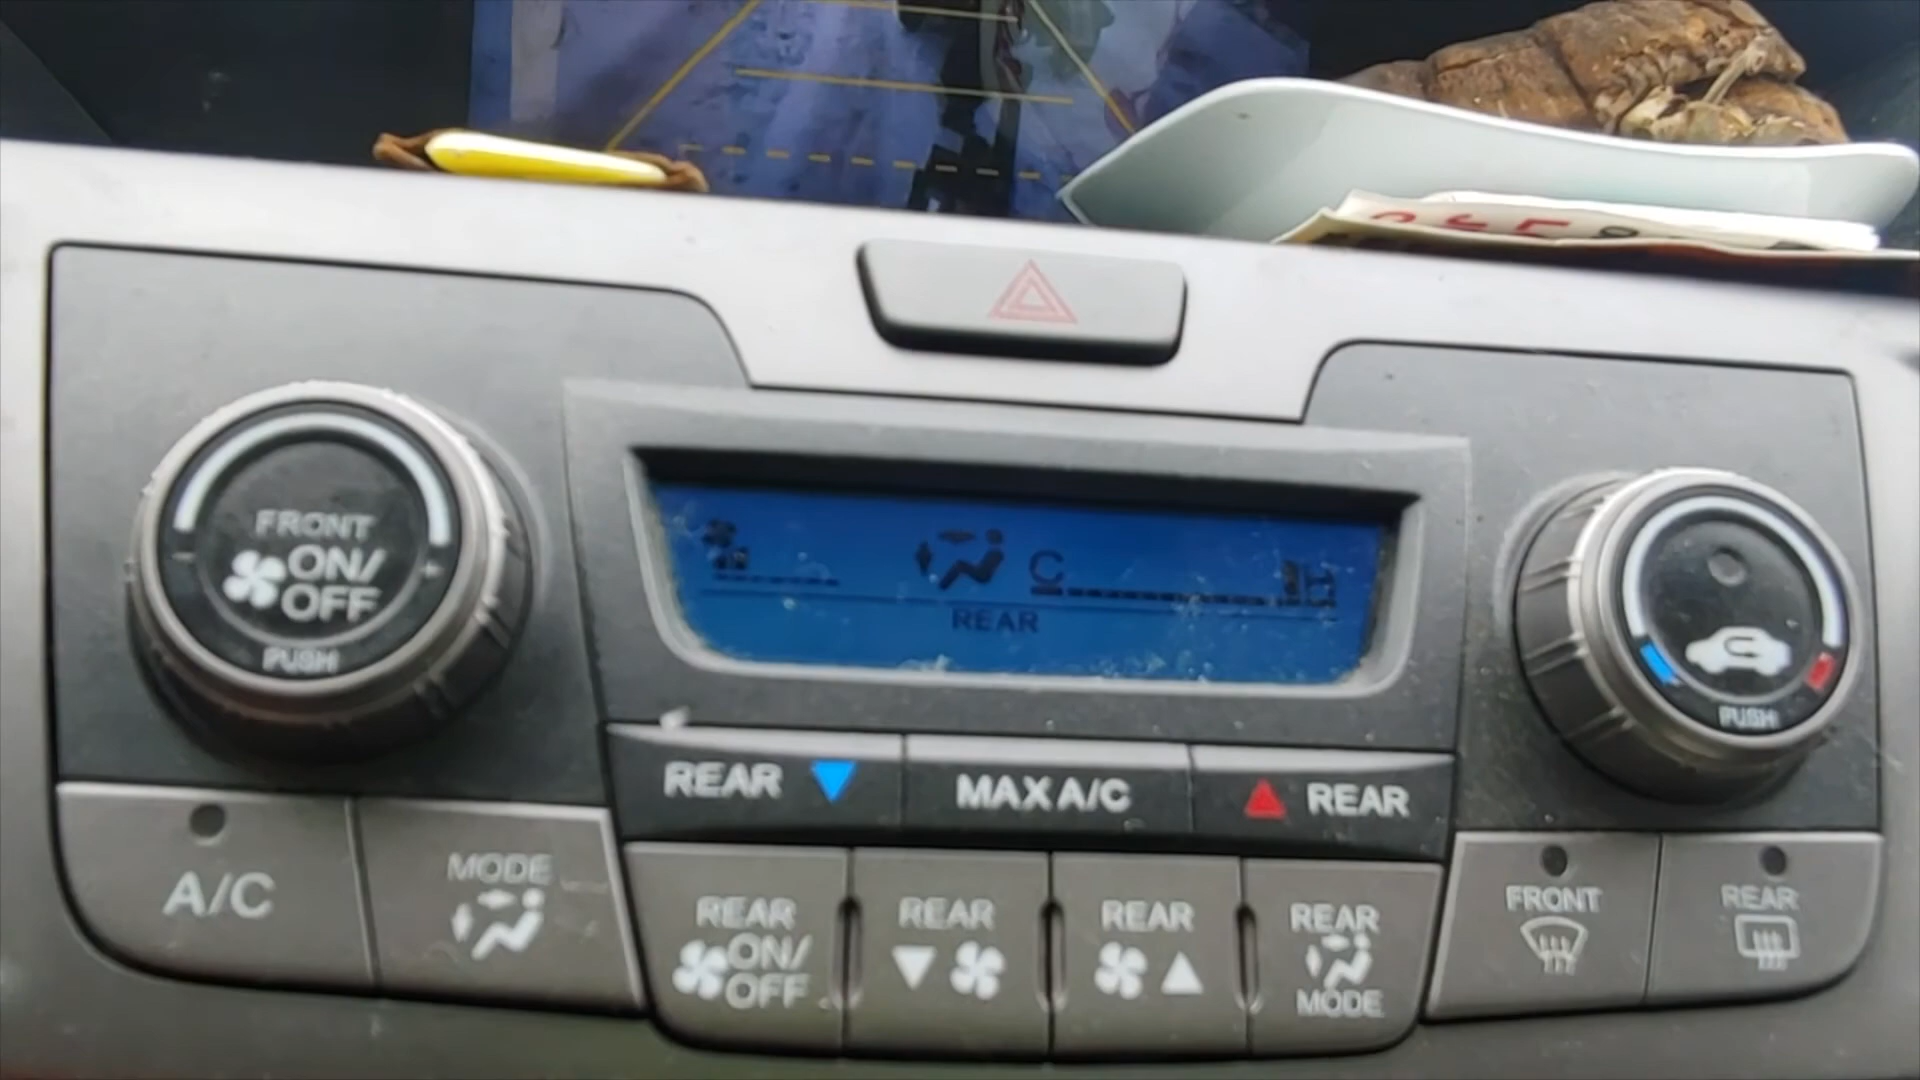 FRONT
ON/
OFF
PUSH
C
H
REAR
PUSH
REAR
MAX A/C
REAR
A/C
MODE
REAR
ON/
OFF
REAR
REAR
REAR
MODE
FRONT
REAR